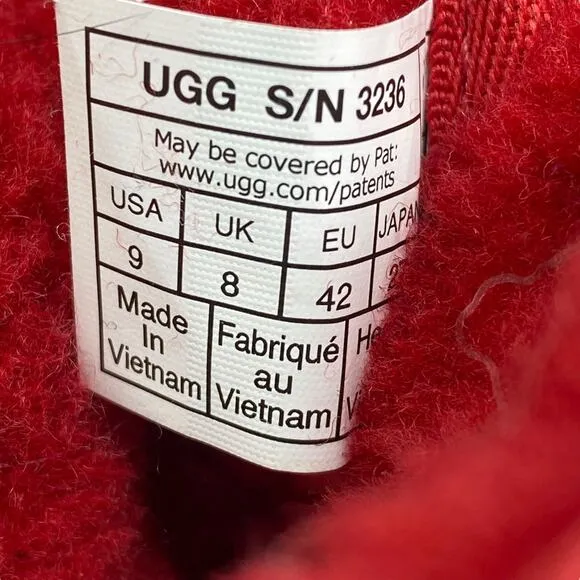 UGG S/N 3236
May be covered by Pat:
www.ugg.com/patents
USA UK EU JAPAN
9 8 42
Made Fabriqué
In au
Vietnam Vietnam